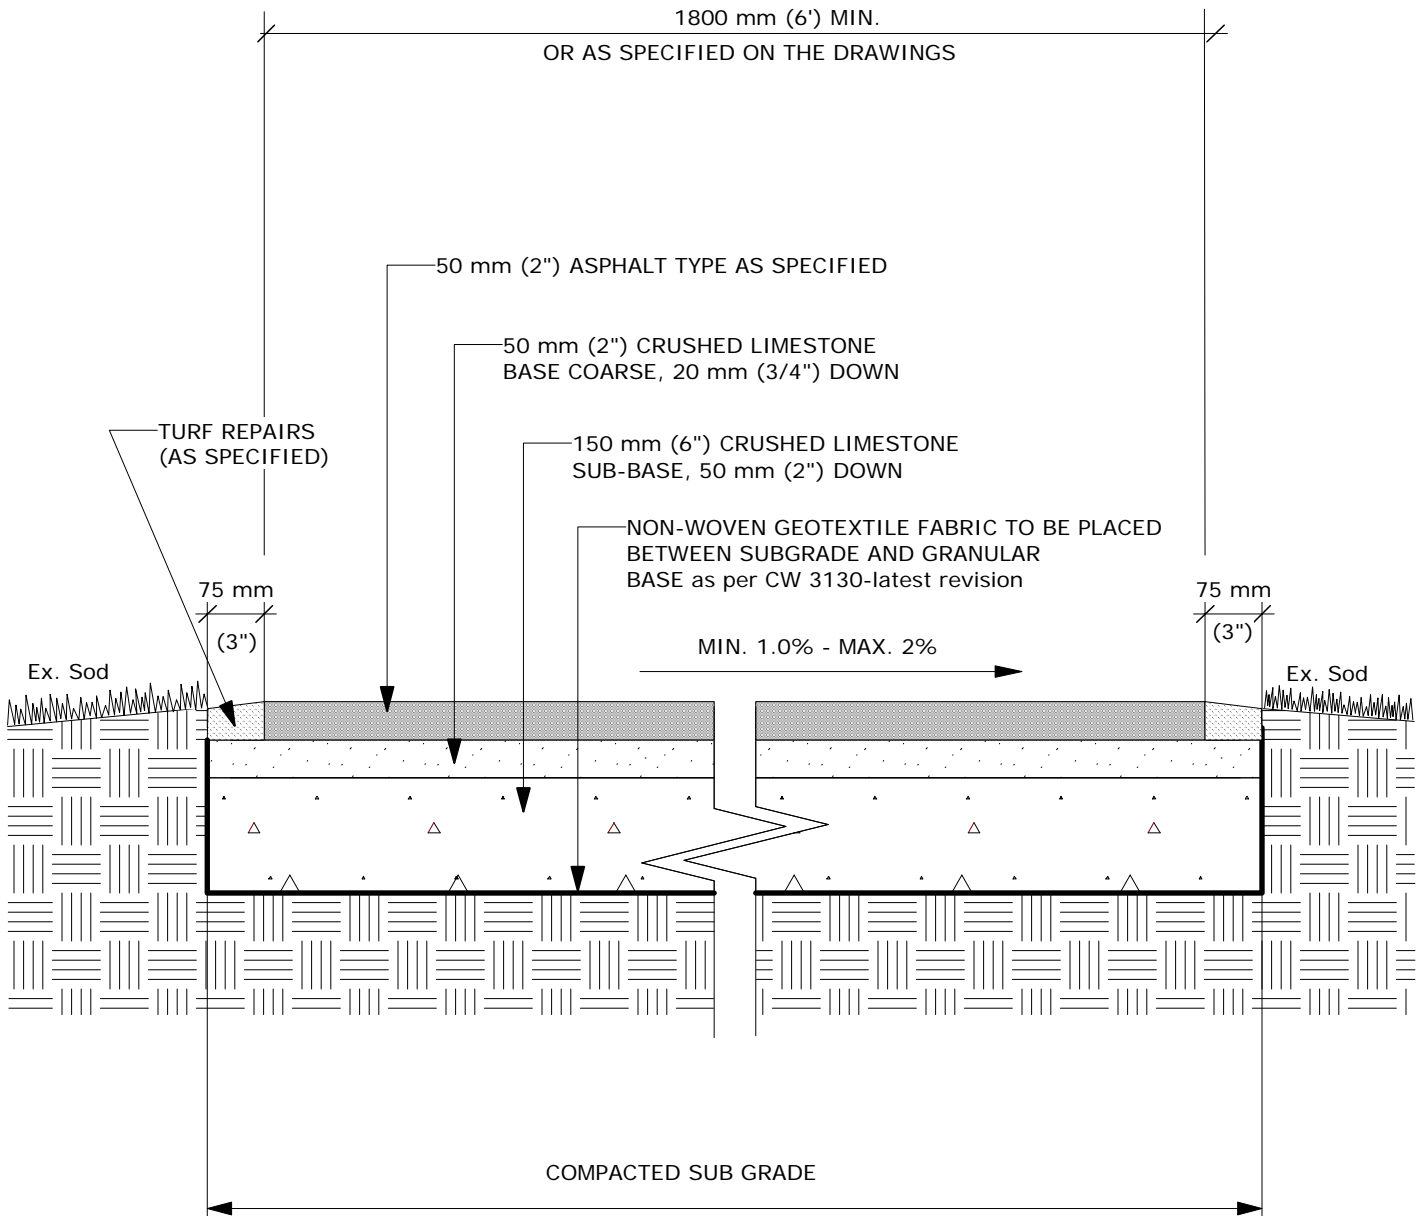 1800 mm (6') MIN.
OR AS SPECIFIED ON THE DRAWINGS
50 mm (2") ASPHALT TYPE AS SPECIFIED
50 mm (2") CRUSHED LIMESTONE
BASE COARSE, 20 mm (3/4") DOWN
TURF REPAIRS
(AS SPECIFIED)
150 mm (6") CRUSHED LIMESTONE
SUB-BASE, 50 mm (2") DOWN
NON-WOVEN GEOTEXTILE FABRIC TO BE PLACED
BETWEEN SUBGRADE AND GRANULAR
BASE as per CW 3130-latest revision
75 mm
(3")
75 mm
(3")
MIN. 1.0% - MAX. 2%
Ex. Sod
Ex. Sod
COMPACTED SUB GRADE